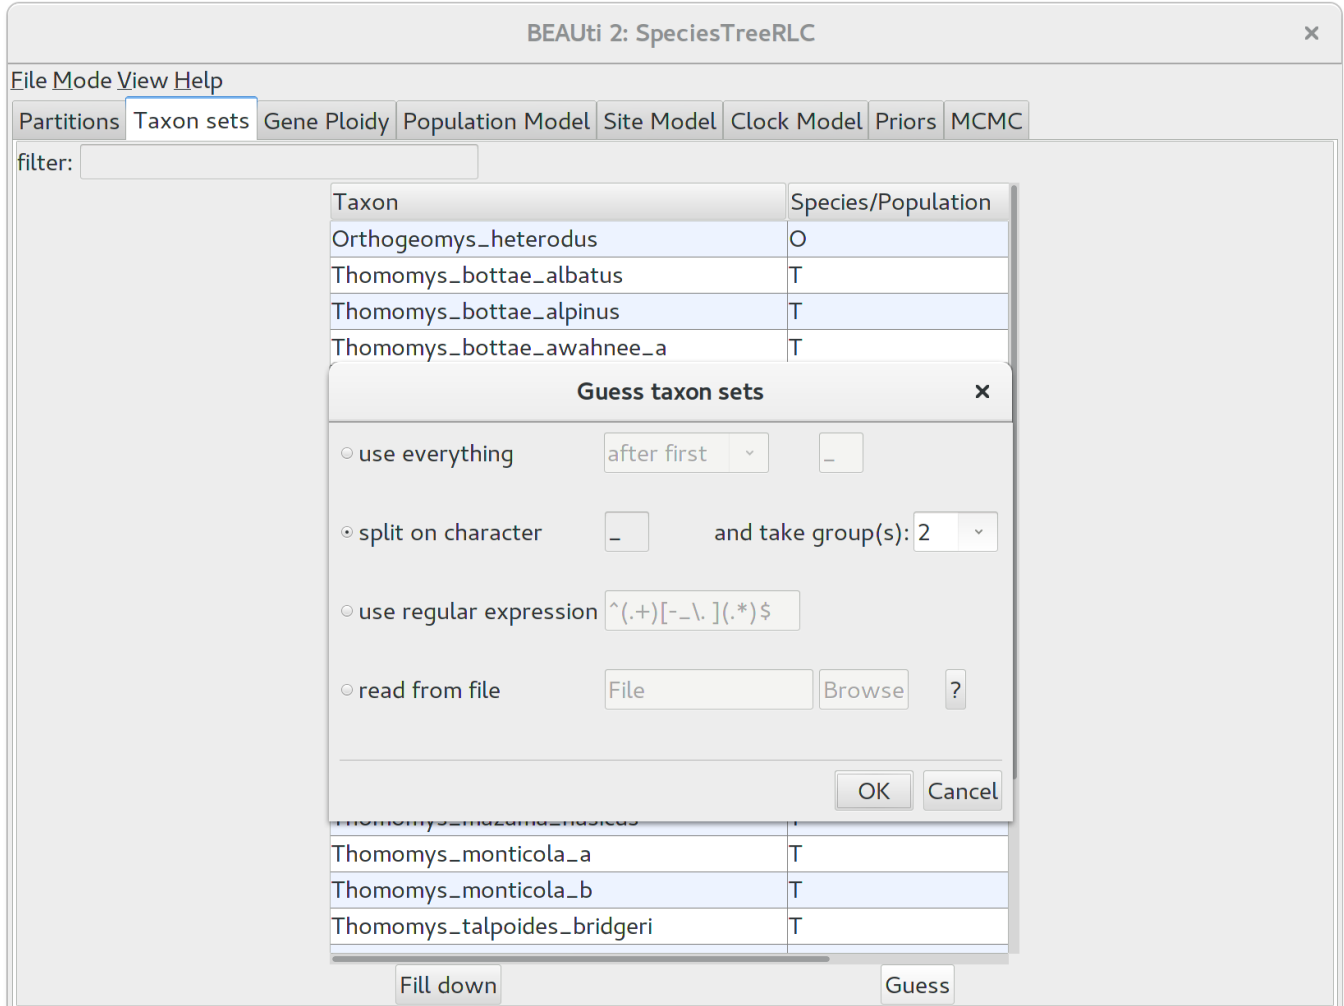 BEAUti 2: SpeciesTreeRLC ×
File Mode View Help
Partitions Taxon sets Gene Ploidy Population Model Site Model Clock Model Priors MCMC
filter:
Taxon Species/Population
Orthogeomys_heterodus O
Thomomys_bottae_albatus T
Thomomys_bottae_alpinus T
Thomomys_bottae_awahnee_a T
Guess taxon sets ×
use everything after first _
split on character _ and take group(s): 2
use regular expression ^(.+)[-_\. ](.*)$
read from file File Browse ?
OK Cancel
Thomomys_mazama_nasicus T
Thomomys_monticola_a T
Thomomys_monticola_b T
Thomomys_talpoides_bridgeri T
Fill down Guess